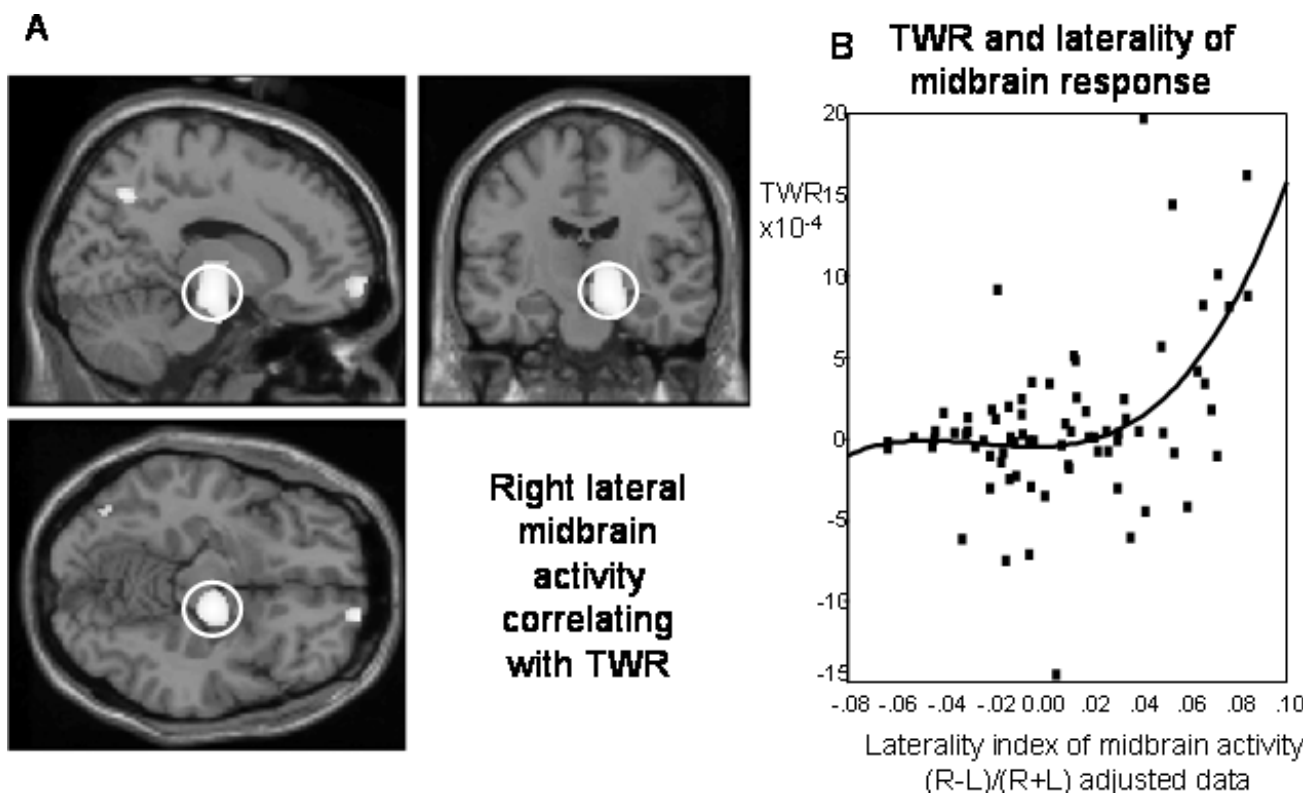 A
Right lateral
midbrain
activity
correlating
with TWR
B
TWR and laterality of
midbrain response
TWR
x10-4
20
15
10
5
0
-5
-10
-15
-.08 -.06 -.04 -.02 0.00 .02 .04 .06 .08 .10
Laterality index of midbrain activity
(R-L)/(R+L) adjusted data